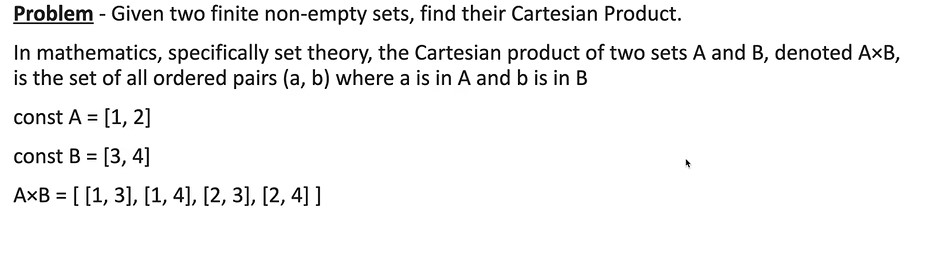 Problem - Given two finite non-empty sets, find their Cartesian Product.
In mathematics, specifically set theory, the Cartesian product of two sets A and B, denoted A×B,
is the set of all ordered pairs (a, b) where a is in A and b is in B
const A = [1, 2]
const B = [3, 4]
A×B = [ [1, 3], [1, 4], [2, 3], [2, 4] ]